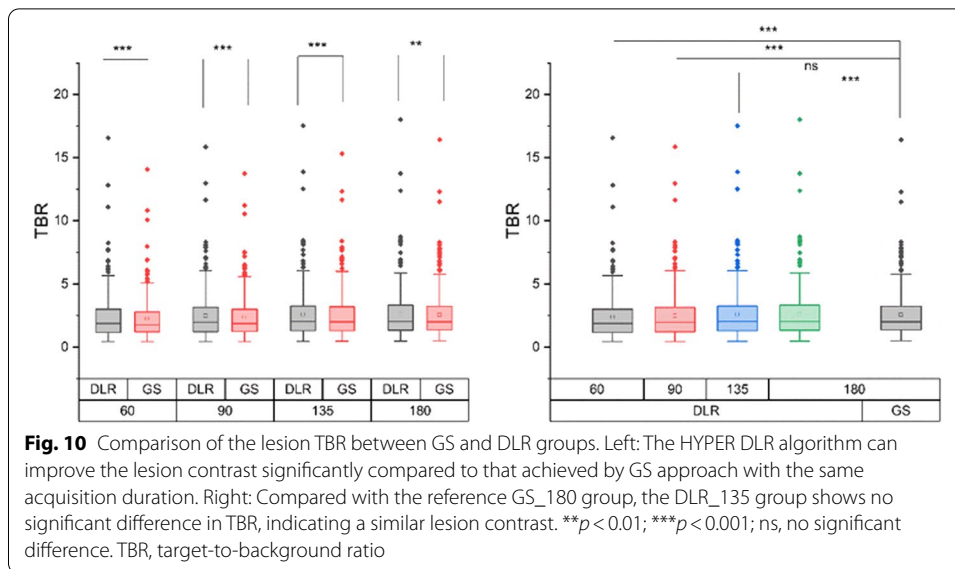 *** *** *** **
TBR
20
15
10
5
0
DLR GS DLR GS DLR GS DLR GS
60 90 135 180
***
***
ns
***
TBR
20
15
10
5
0
60 90 135 180
DLR GS
Fig. 10 Comparison of the lesion TBR between GS and DLR groups. Left: The HYPER DLR algorithm can
improve the lesion contrast significantly compared to that achieved by GS approach with the same
acquisition duration. Right: Compared with the reference GS_180 group, the DLR_135 group shows no
significant difference in TBR, indicating a similar lesion contrast. **p < 0.01; ***p < 0.001; ns, no significant
difference. TBR, target-to-background ratio